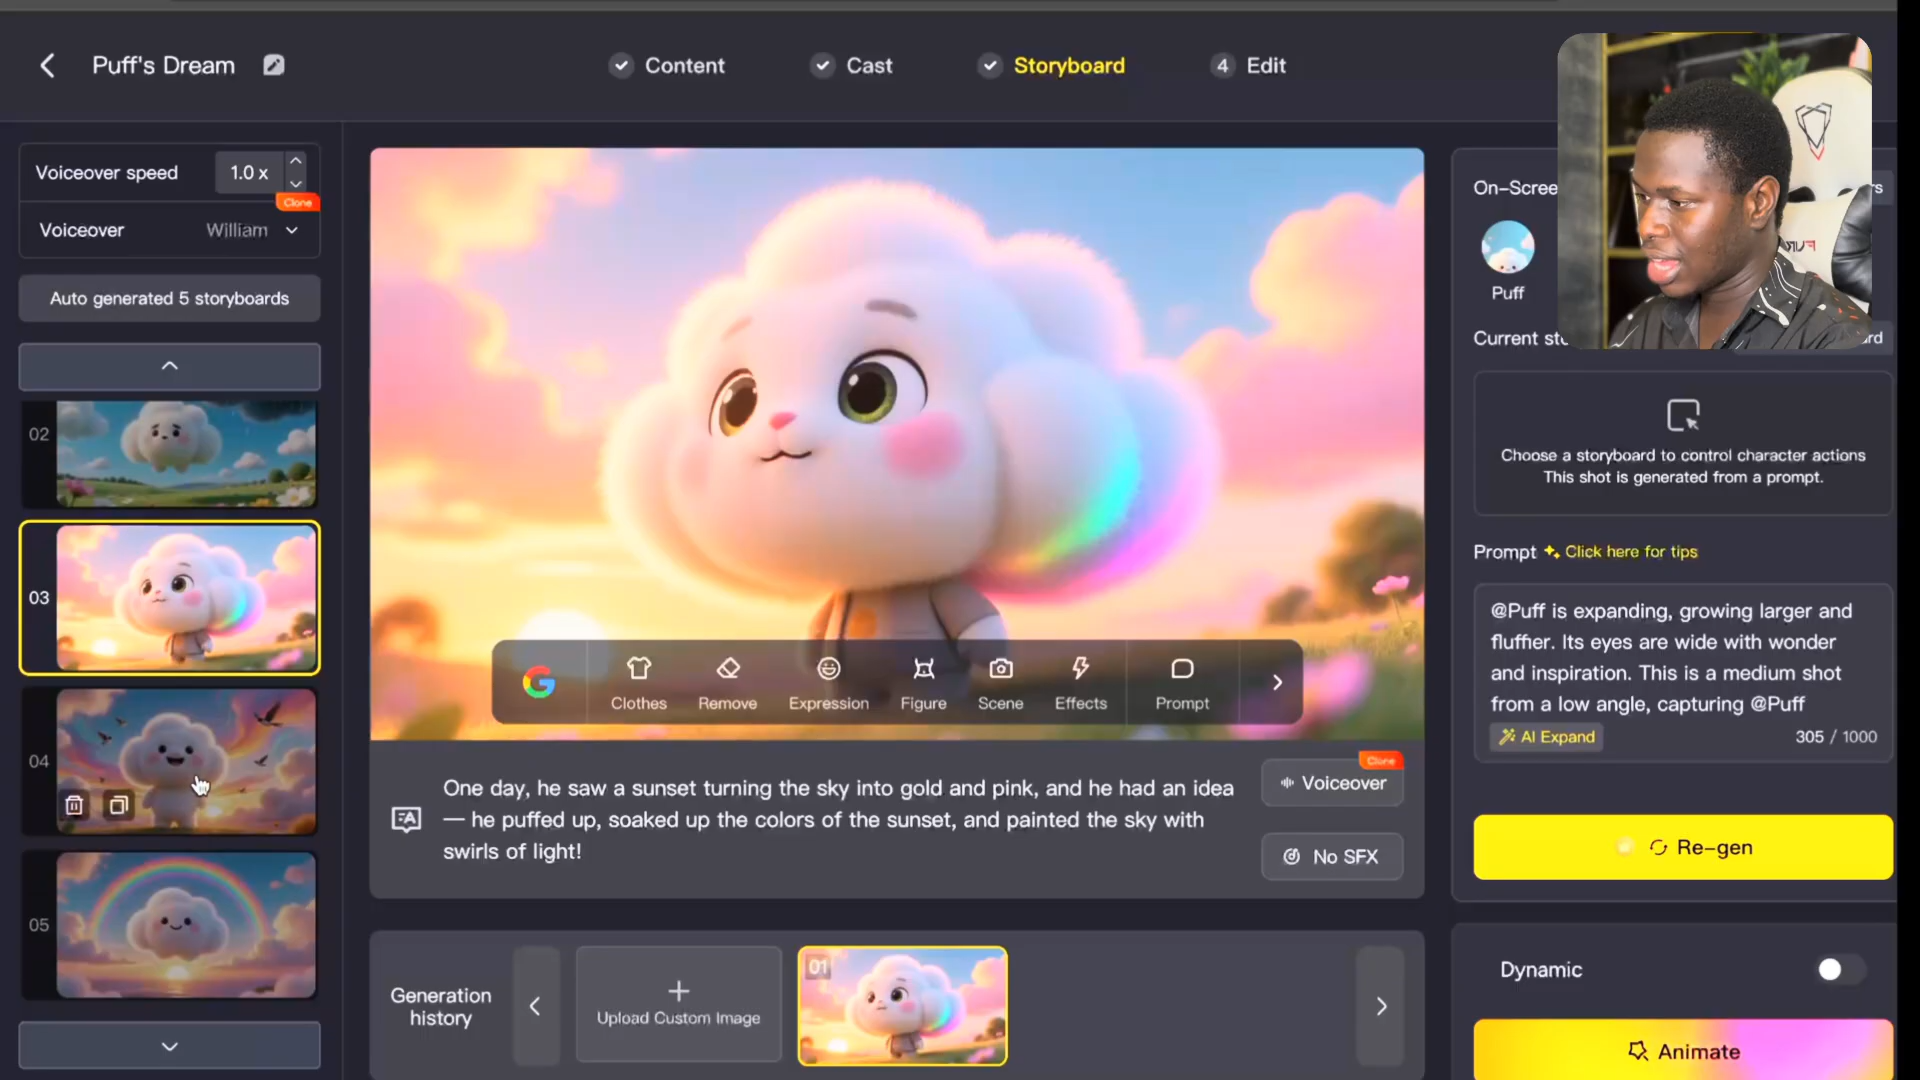 Puff's Dream
Content
Cast
Storyboard
4 Edit
Voiceover speed
1.0 x
Clone
Voiceover
William
Auto generated 5 storyboards
02
03
04
05
Clothes
Remove
Expression
Figure
Scene
Effects
Prompt
One day, he saw a sunset turning the sky into gold and pink, and he had an idea
— he puffed up, soaked up the colors of the sunset, and painted the sky with
swirls of light!
Clone
Voiceover
No SFX
Generation
history
Upload Custom Image
01
On-Scree
rs
Puff
Current sto
rd
Choose a storyboard to control character actions
This shot is generated from a prompt.
Prompt Click here for tips
@Puff is expanding, growing larger and
fluffier. Its eyes are wide with wonder
and inspiration. This is a medium shot
from a low angle, capturing @Puff
AI Expand
305 / 1000
Re-gen
Dynamic
Animate